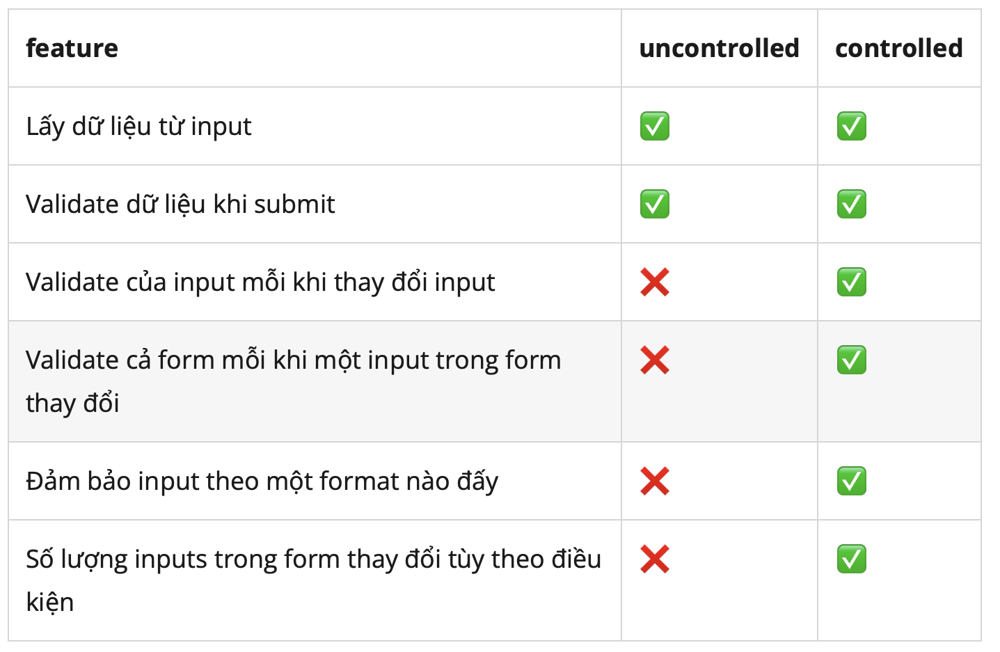 feature uncontrolled controlled
Lấy dữ liệu từ input ✅ ✅
Validate dữ liệu khi submit ✅ ✅
Validate của input mỗi khi thay đổi input ❌ ✅
Validate cả form mỗi khi một input trong form ❌ ✅
thay đổi
Đảm bảo input theo một format nào đấy ❌ ✅
Số lượng inputs trong form thay đổi tùy theo điều ❌ ✅
kiện